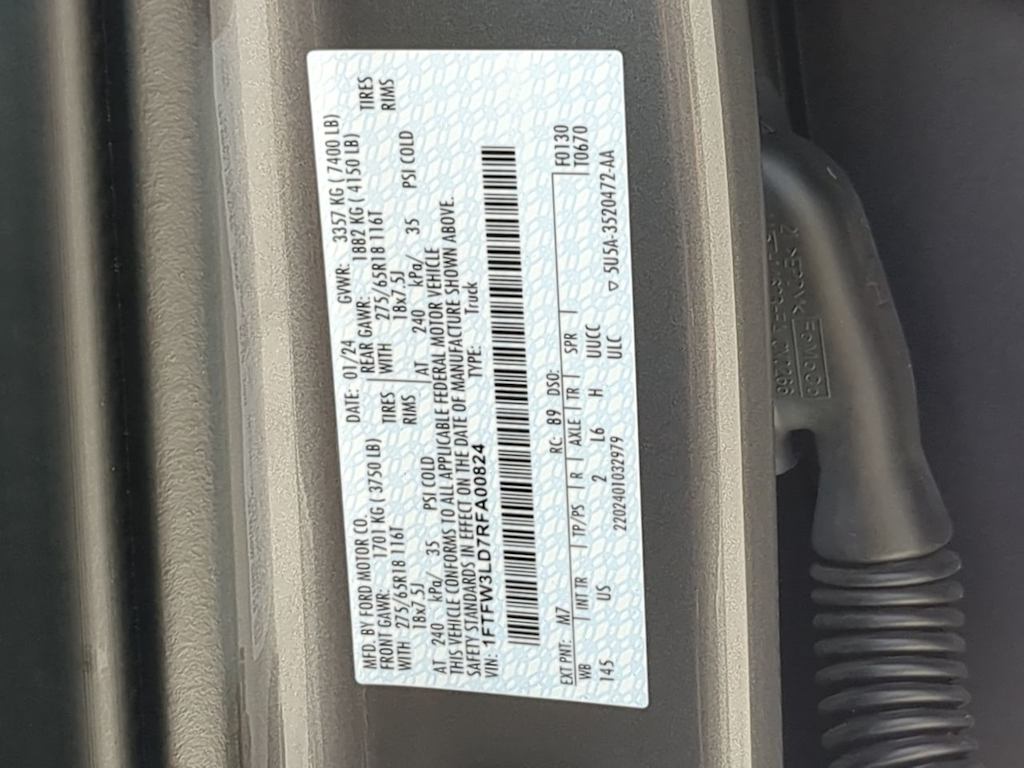 MFD. BY FORD MOTOR CO.
DATE: 01/24 GVWR: 3357 KG ( 7400 LB)
FRONT GAWR: 1701 KG ( 3750 LB) REAR GAWR: 1882 KG ( 4150 LB)
WITH 275/65R18 116T TIRES WITH 275/65R18 116T TIRES
18x7.5J RIMS 18x7.5J RIMS
AT 240 kPa/ 35 PSI COLD AT 240 kPa/ 35 PSI COLD
THIS VEHICLE CONFORMS TO ALL APPLICABLE FEDERAL MOTOR VEHICLE
SAFETY STANDARDS IN EFFECT ON THE DATE OF MANUFACTURE SHOWN ABOVE.
VIN: 1FTFW3LD7RFA00824 TYPE: Truck
EXT PNT: M7 RC: 89 DSO: F0130
WB INT TR TP/PS R AXLE TR SPR T0670
145 US 2 L6 H UUCC
ULC
2202401032979 ▽ 5U5A-3520472-AA